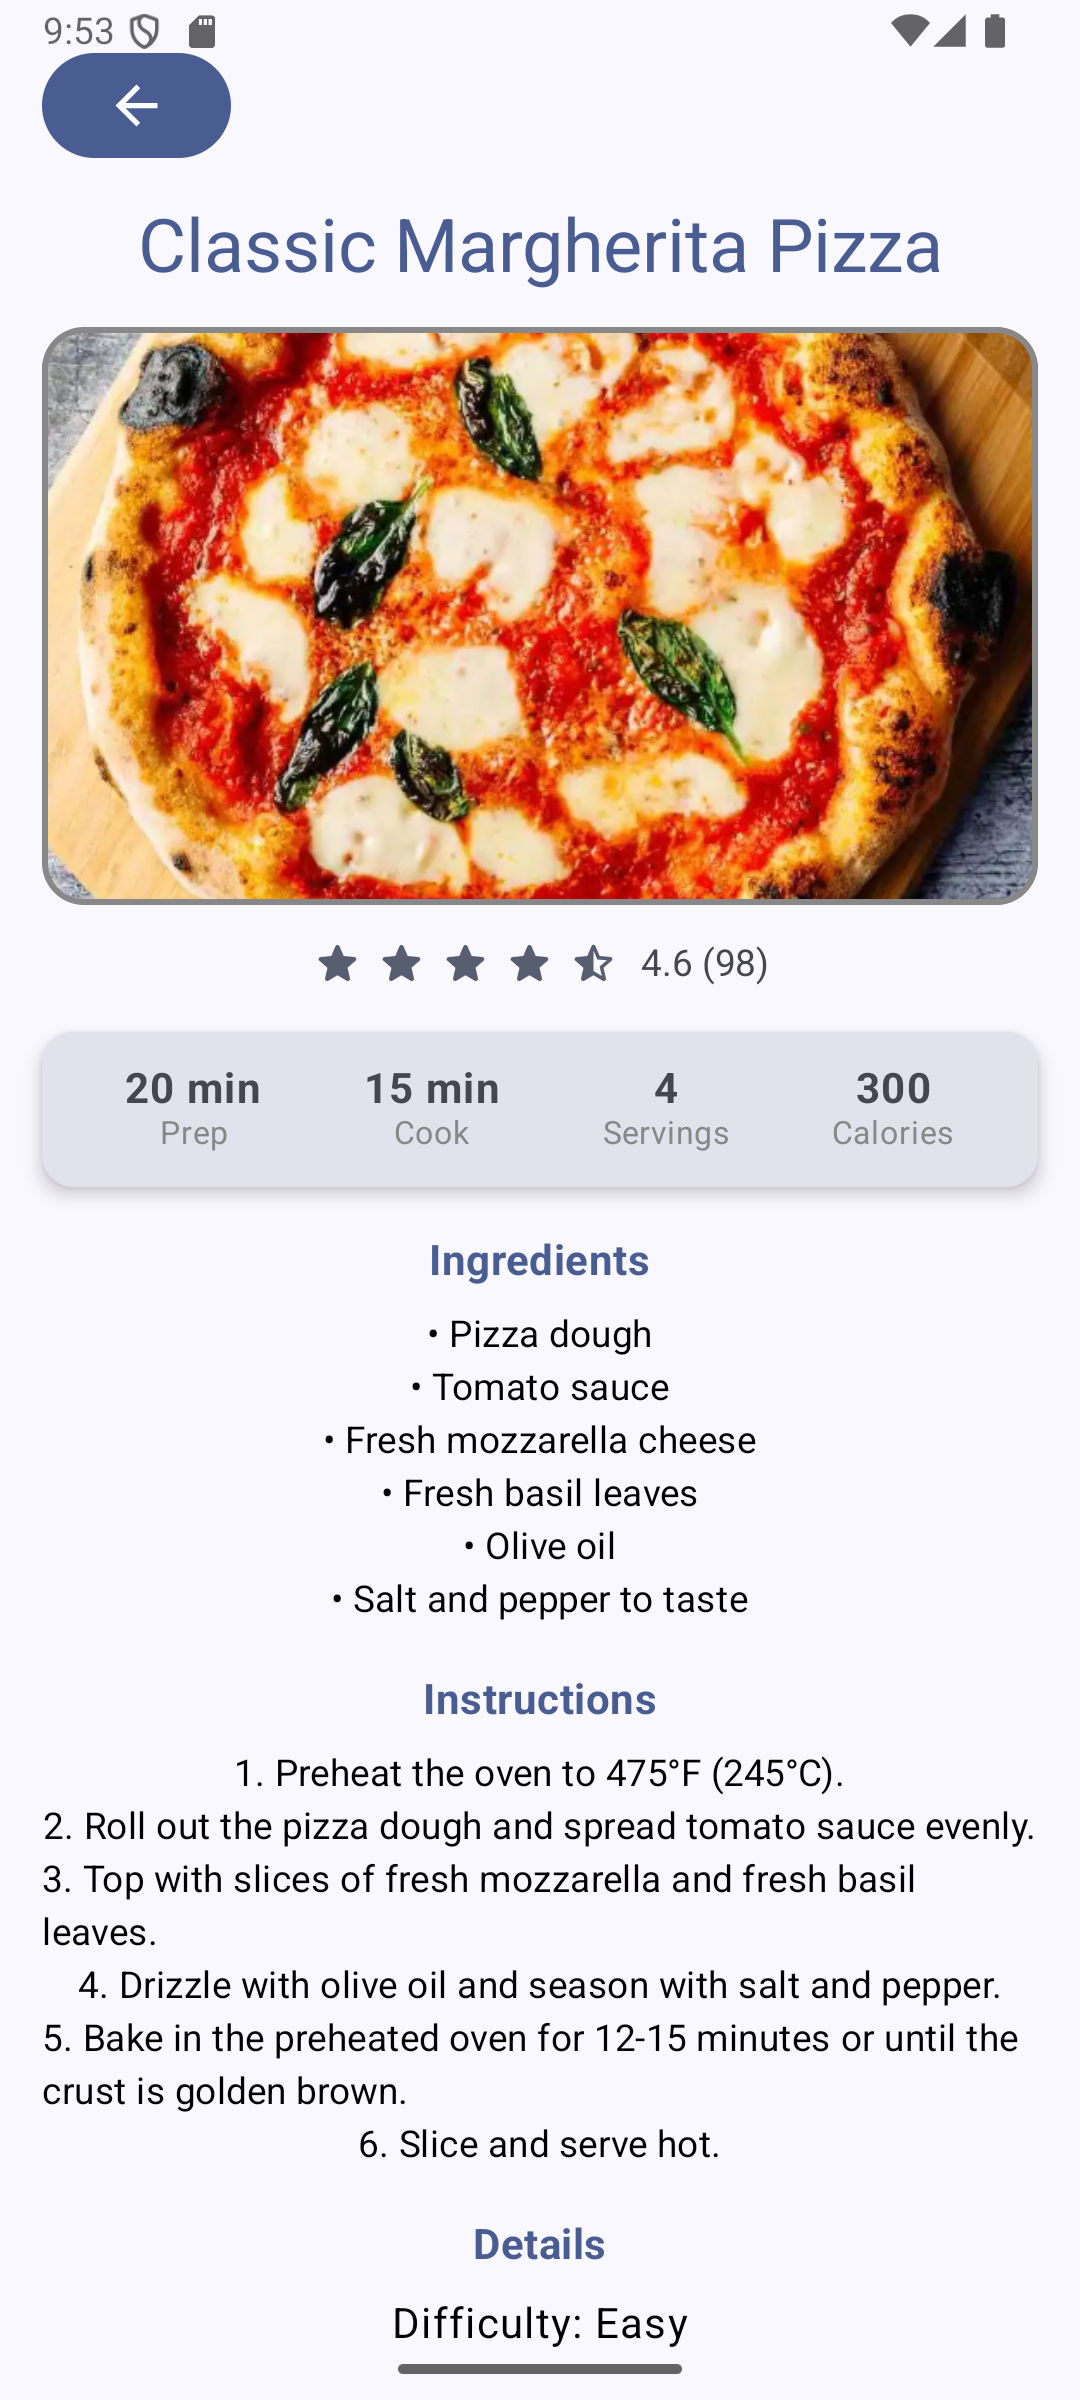 9:53
Classic Margherita Pizza
4.6 (98)
20 min 15 min 4 300
Prep Cook Servings Calories
Ingredients
• Pizza dough
• Tomato sauce
• Fresh mozzarella cheese
• Fresh basil leaves
• Olive oil
• Salt and pepper to taste
Instructions
1. Preheat the oven to 475°F (245°C).
2. Roll out the pizza dough and spread tomato sauce evenly.
3. Top with slices of fresh mozzarella and fresh basil
leaves.
4. Drizzle with olive oil and season with salt and pepper.
5. Bake in the preheated oven for 12-15 minutes or until the
crust is golden brown.
6. Slice and serve hot.
Details
Difficulty: Easy